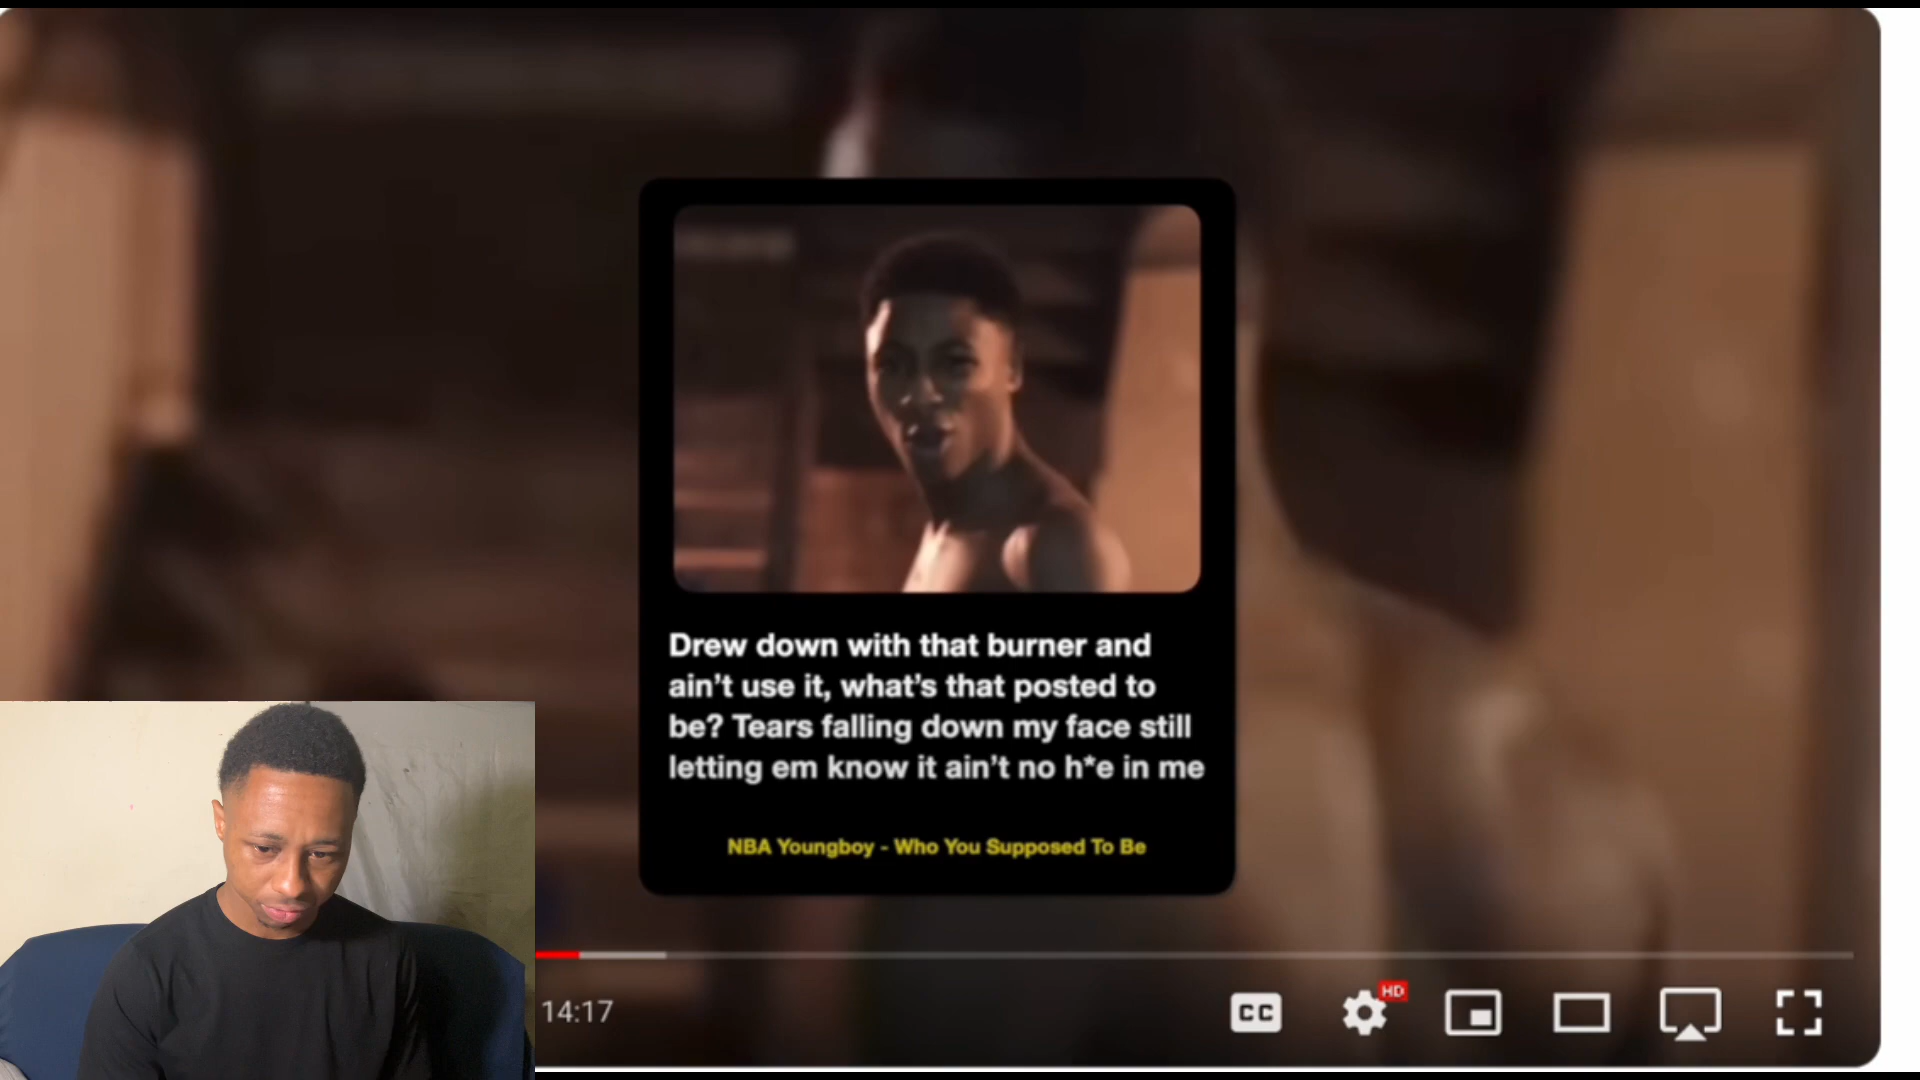 Drew down with that burner and
ain't use it, what's that posted to
be? Tears falling down my face still
letting em know it ain't no h*e in me
NBA Youngboy - Who You Supposed To Be
14:17
CC
HD